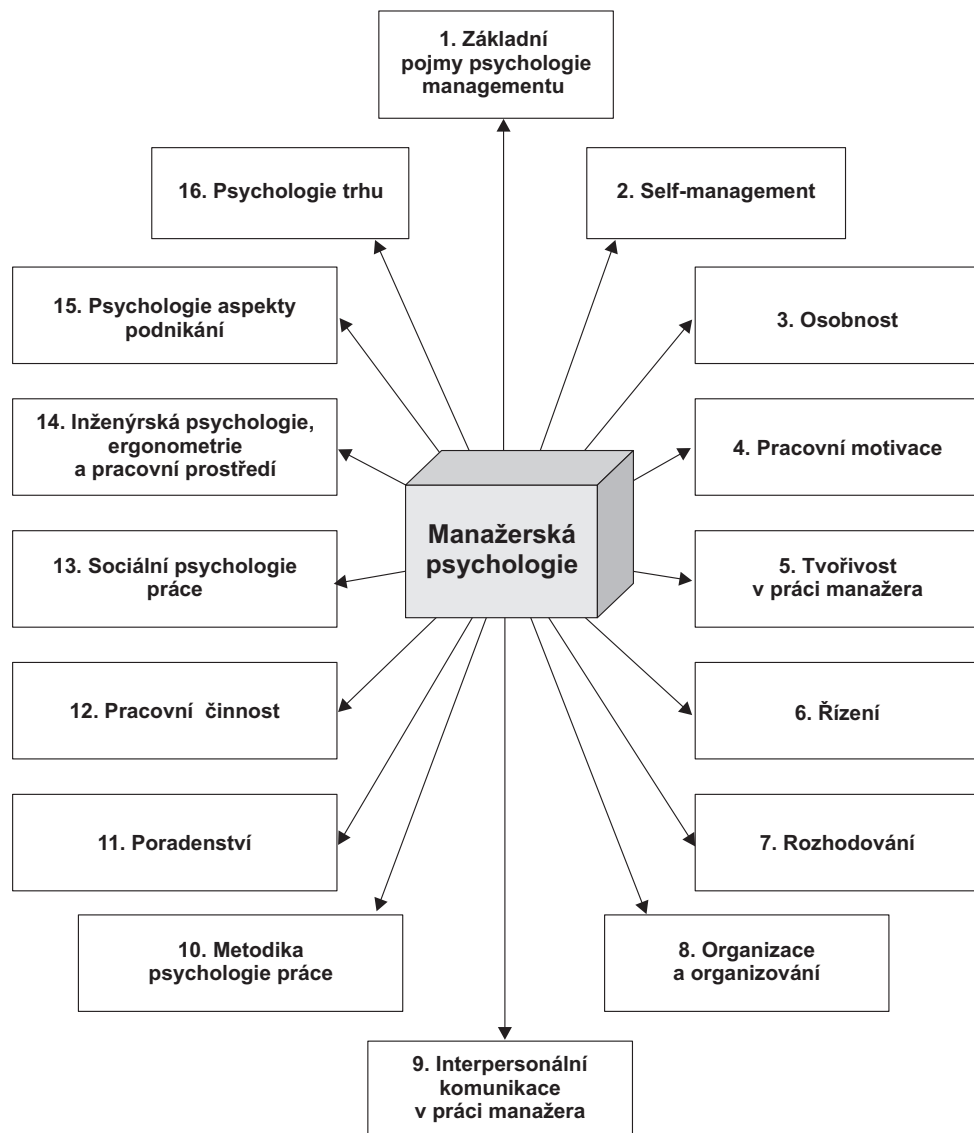 1. Základní
pojmy psychologie
managementu
2. Self-management
3. Osobnost
4. Pracovní motivace
5. Tvořivost
v práci manažera
6. Řízení
7. Rozhodování
8. Organizace
a organizování
9. Interpersonální
komunikace
v práci manažera
10. Metodika
psychologie práce
11. Poradenství
12. Pracovní činnost
13. Sociální psychologie
práce
14. Inženýrská psychologie,
ergonometrie
a pracovní prostředí
15. Psychologie aspekty
podnikání
16. Psychologie trhu
Manažerská
psychologie